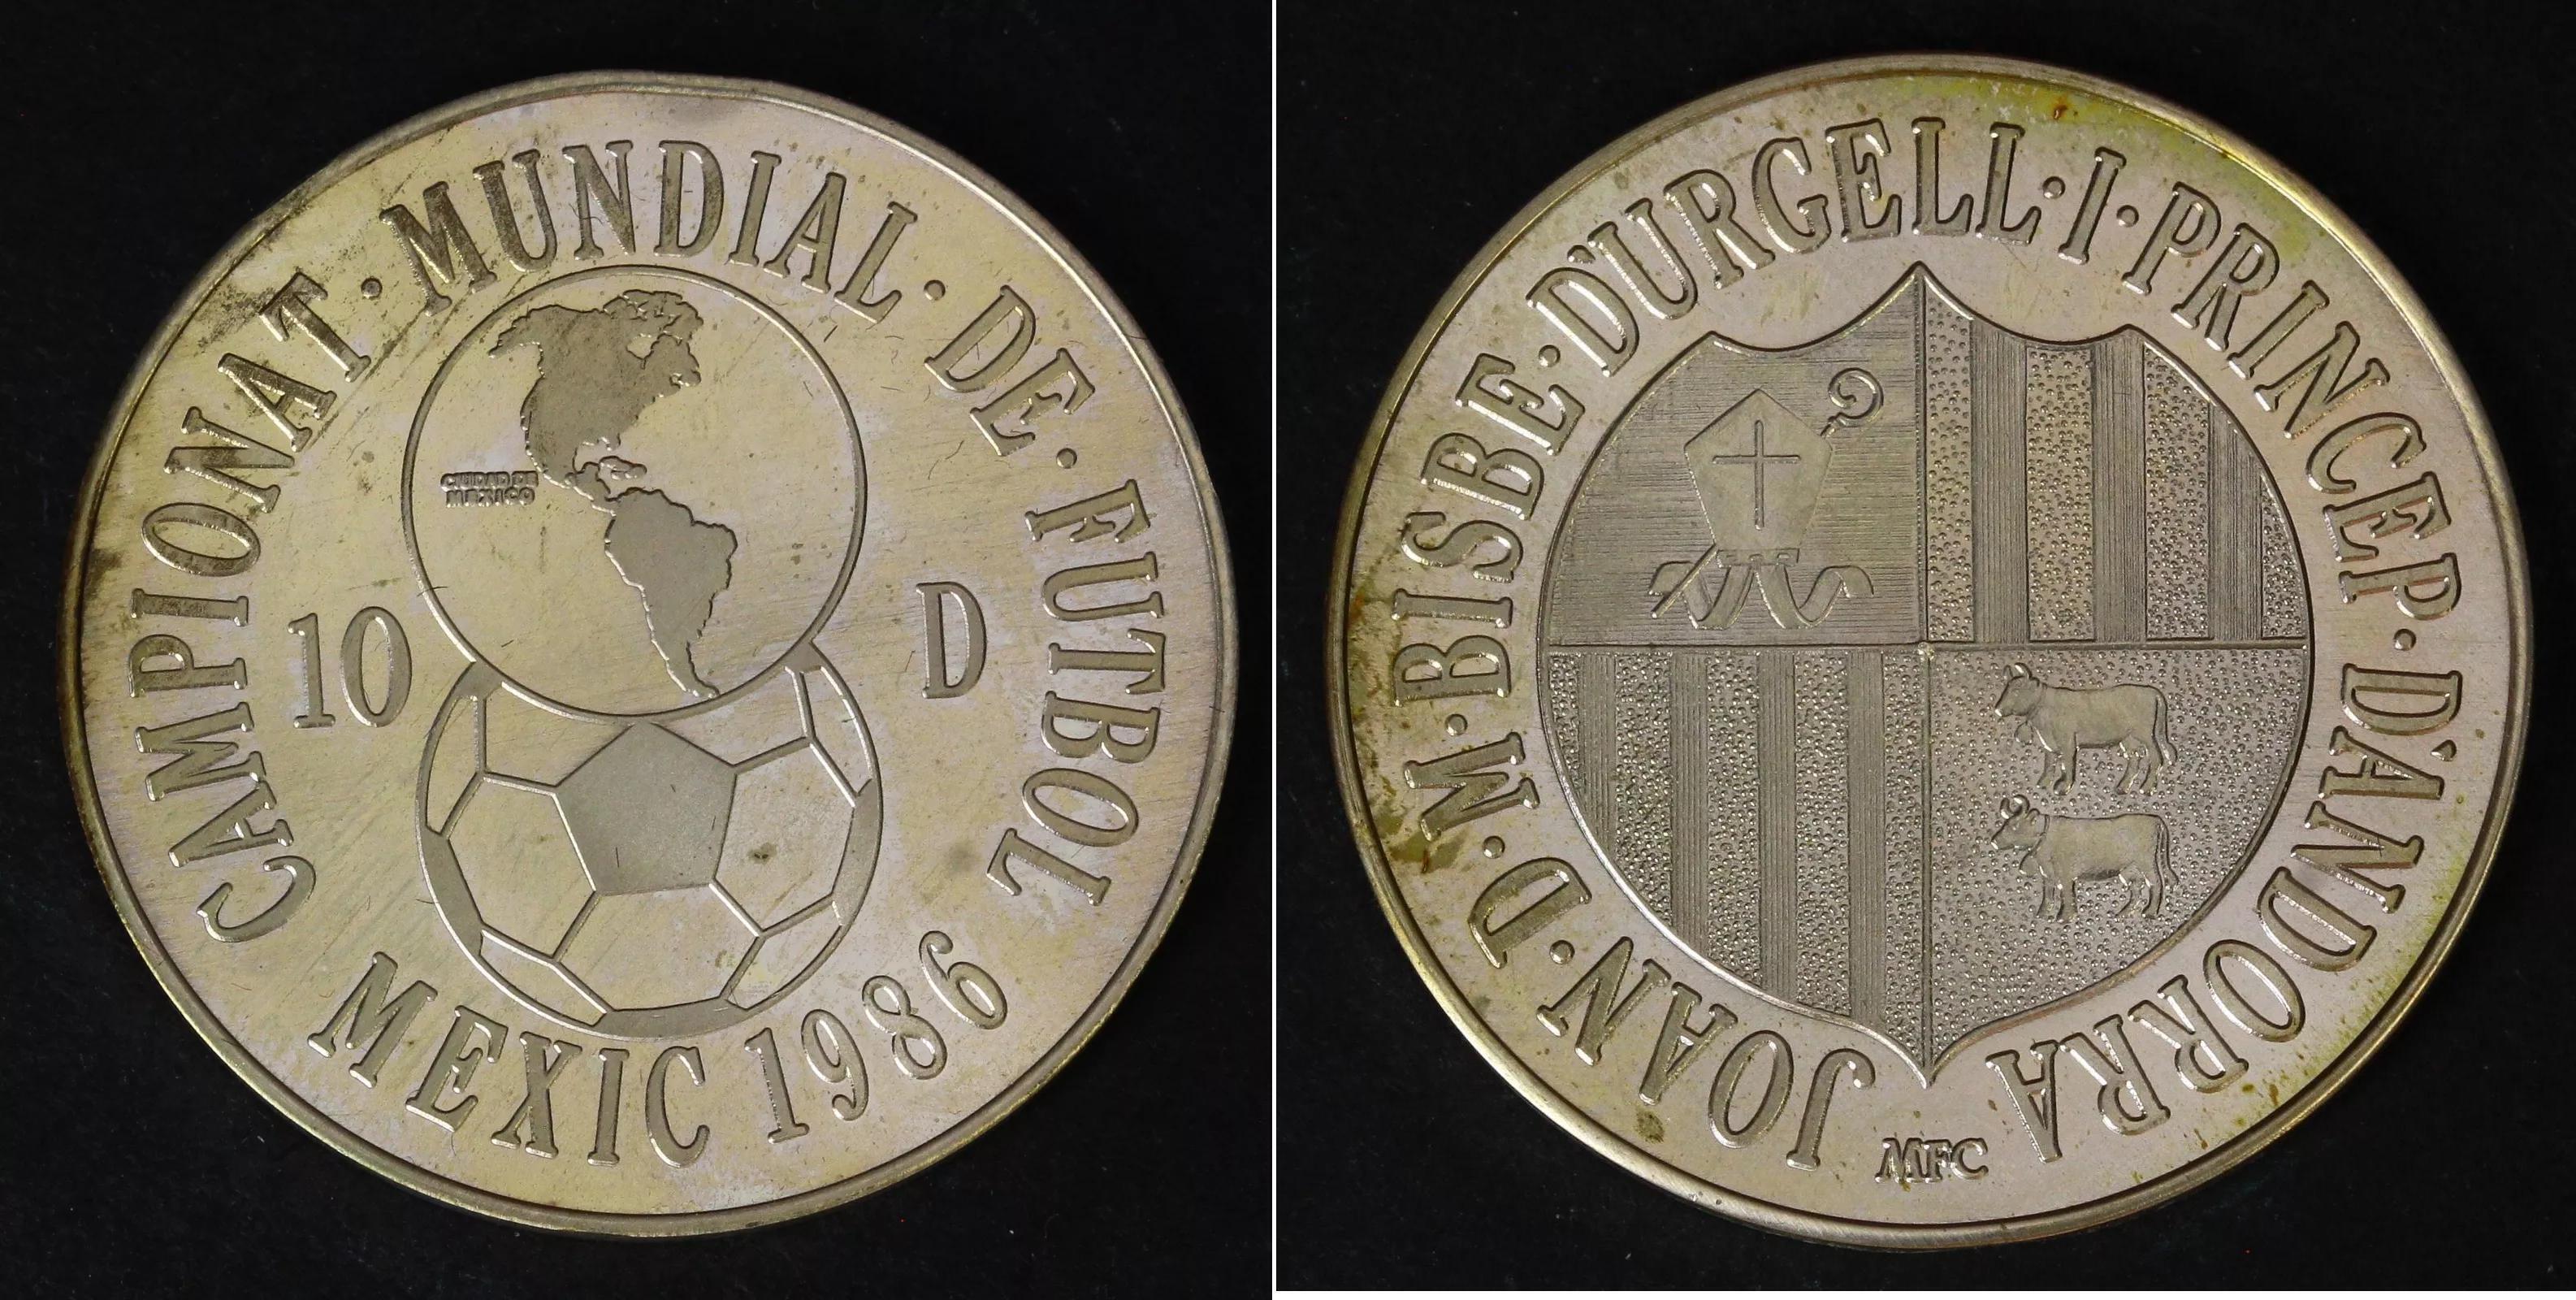 CAMPIONAT · MUNDIAL · DE · FUTBOL
CIUDAD DE
MEXICO
10 D
MEXIC 1986
JOAN · D · M · BISBE · D'URGELL · I · PRINCEP · D'ANDORRA
MFC